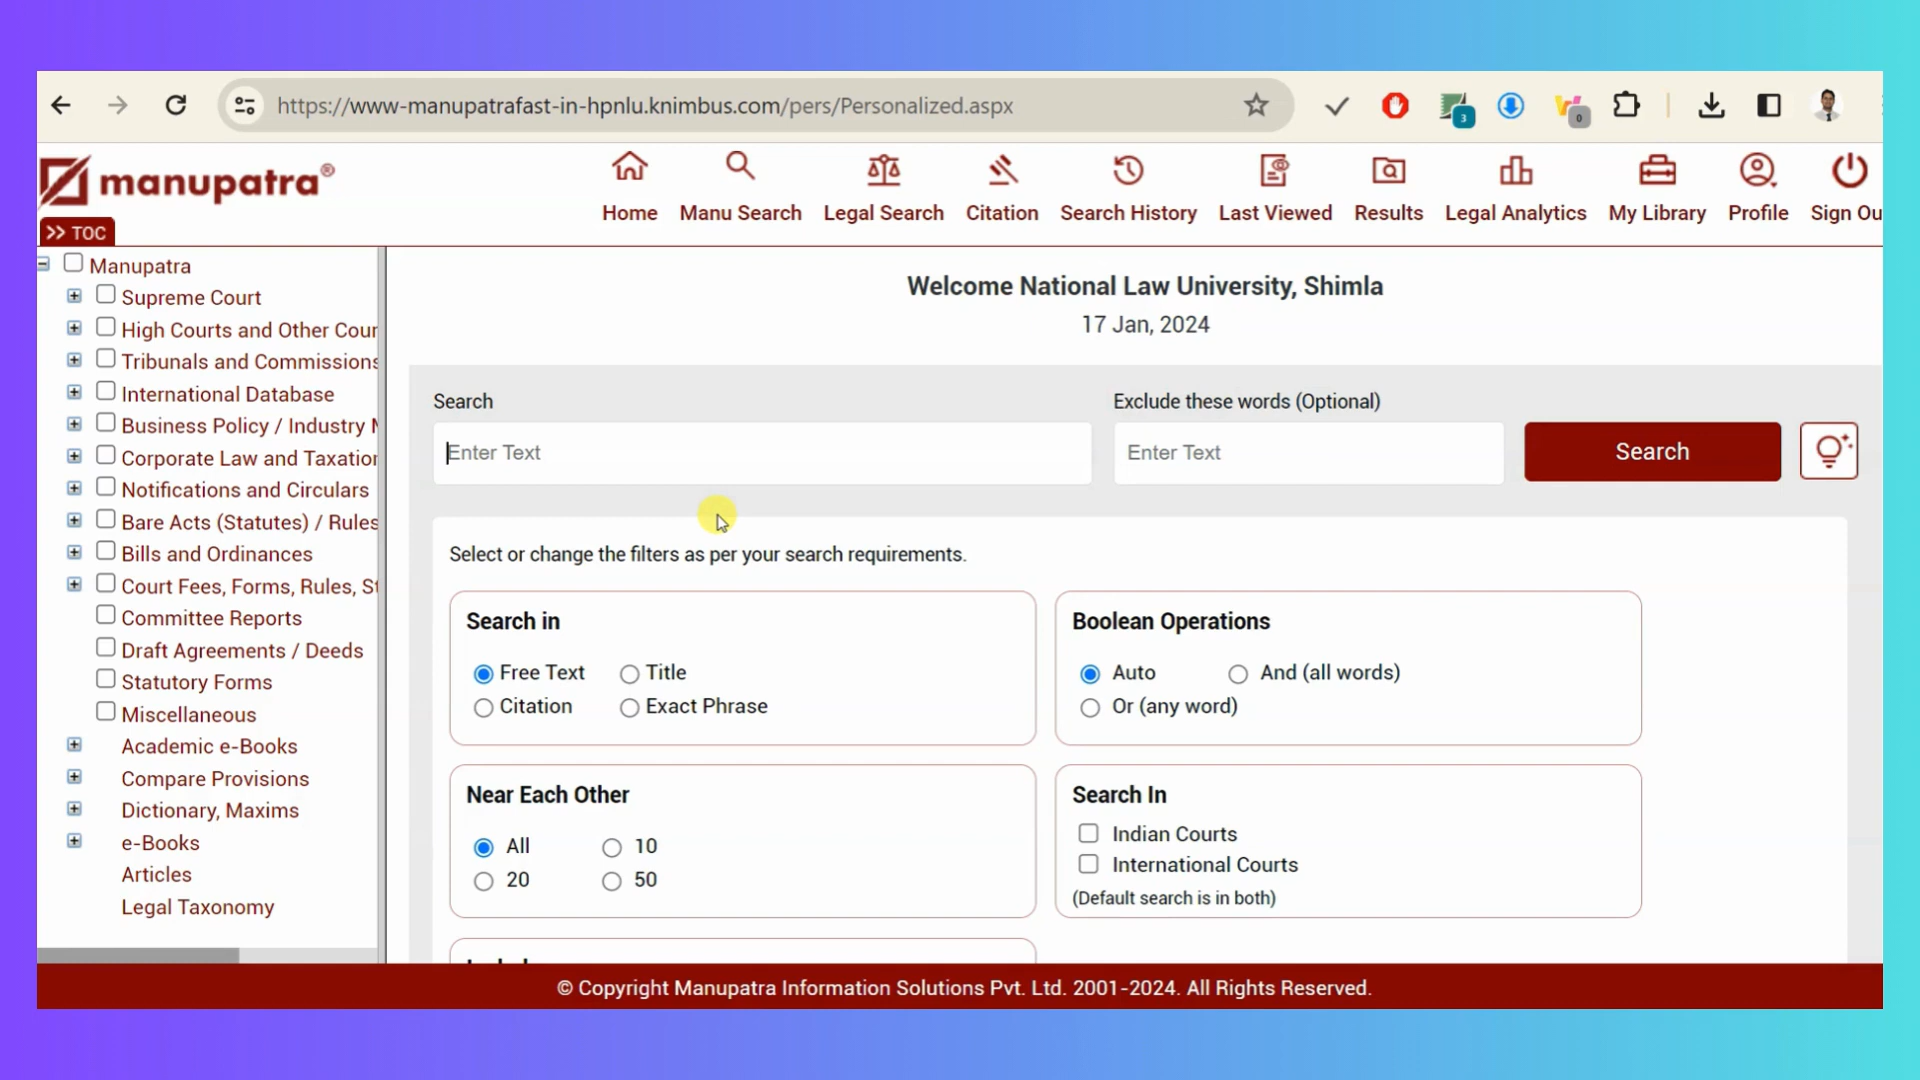 https://www-manupatrafast-in-hpnlu.knimbus.com/pers/Personalized.aspx
3
0
manupatra®
Home
Manu Search
Legal Search
Citation
Search History
Last Viewed
Results
Legal Analytics
My Library
Profile
Sign Ou
>> TOC
Manupatra
Supreme Court
High Courts and Other Cour
Tribunals and Commissions
International Database
Business Policy / Industry
Corporate Law and Taxation
Notifications and Circulars
Bare Acts (Statutes) / Rules
Bills and Ordinances
Court Fees, Forms, Rules, St
Committee Reports
Draft Agreements / Deeds
Statutory Forms
Miscellaneous
Academic e-Books
Compare Provisions
Dictionary, Maxims
e-Books
Articles
Legal Taxonomy
Welcome National Law University, Shimla
17 Jan, 2024
Search
Exclude these words (Optional)
Enter Text
Enter Text
Search
Select or change the filters as per your search requirements.
Search in
Free Text
Title
Citation
Exact Phrase
Boolean Operations
Auto
And (all words)
Or (any word)
Near Each Other
All
10
20
50
Search In
Indian Courts
International Courts
(Default search is in both)
© Copyright Manupatra Information Solutions Pvt. Ltd. 2001-2024. All Rights Reserved.